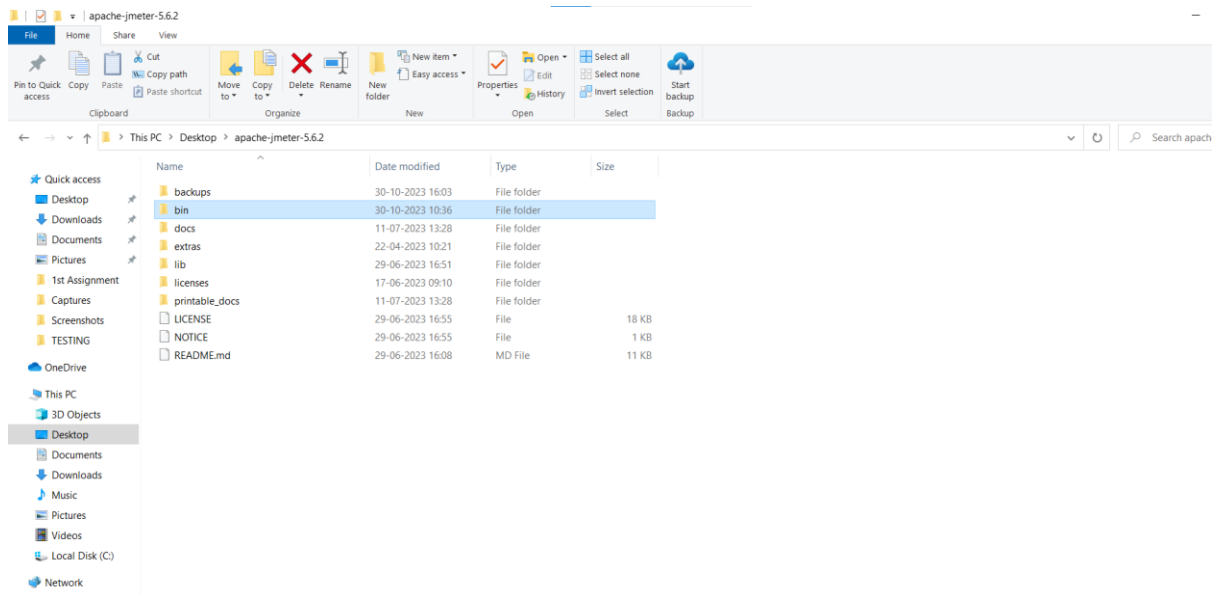 apache-jmeter-5.6.2
File Home Share View
Pin to Quick access
Copy
Paste
Cut
Copy path
Paste shortcut
Clipboard
Move to
Copy to
Delete
Rename
Organize
New folder
New item
Easy access
New
Properties
Open
Edit
History
Open
Select all
Select none
Invert selection
Select
Start backup
Backup
This PC > Desktop > apache-jmeter-5.6.2
Search apach
Quick access
Desktop
Downloads
Documents
Pictures
1st Assignment
Captures
Screenshots
TESTING
OneDrive
This PC
3D Objects
Desktop
Documents
Downloads
Music
Pictures
Videos
Local Disk (C:)
Network
Name Date modified Type Size
backups 30-10-2023 16:03 File folder
bin 30-10-2023 10:36 File folder
docs 11-07-2023 13:28 File folder
extras 22-04-2023 10:21 File folder
lib 29-06-2023 16:51 File folder
licenses 17-06-2023 09:10 File folder
printable_docs 11-07-2023 13:28 File folder
LICENSE 29-06-2023 16:55 File 18 KB
NOTICE 29-06-2023 16:55 File 1 KB
README.md 29-06-2023 16:08 MD File 11 KB